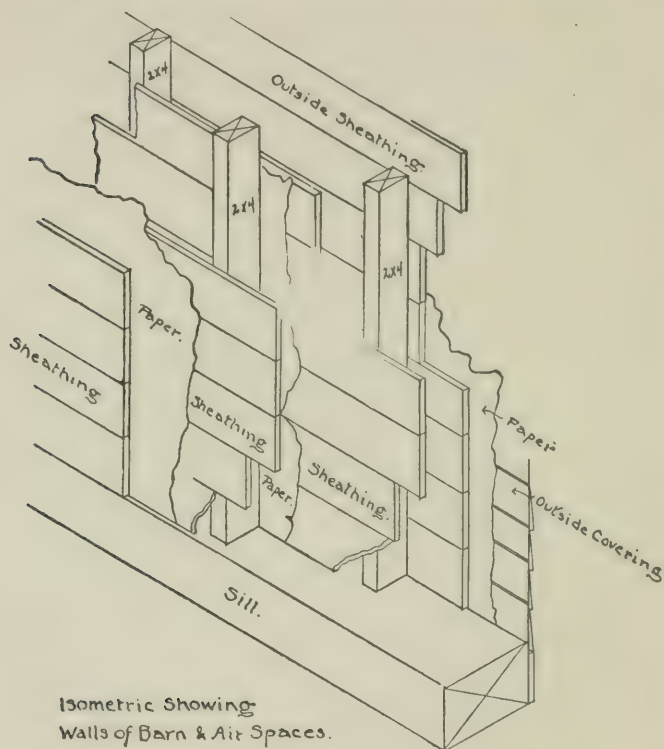 Outside Sheathing.
2x4
2x4
2x4
Paper.
Sheathing
Sheathing
Paper.
Sheathing.
Paper
Outside Covering
Sill.
Isometric Showing
Walls of Barn & Air Spaces.